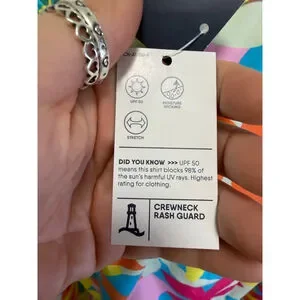 UPF 50
MOISTURE
WICKING
STRETCH
DID YOU KNOW >>> UPF 50
means this shirt blocks 98% of
the sun's harmful UV rays. Highest
rating for clothing.
CREWNECK
RASH GUARD